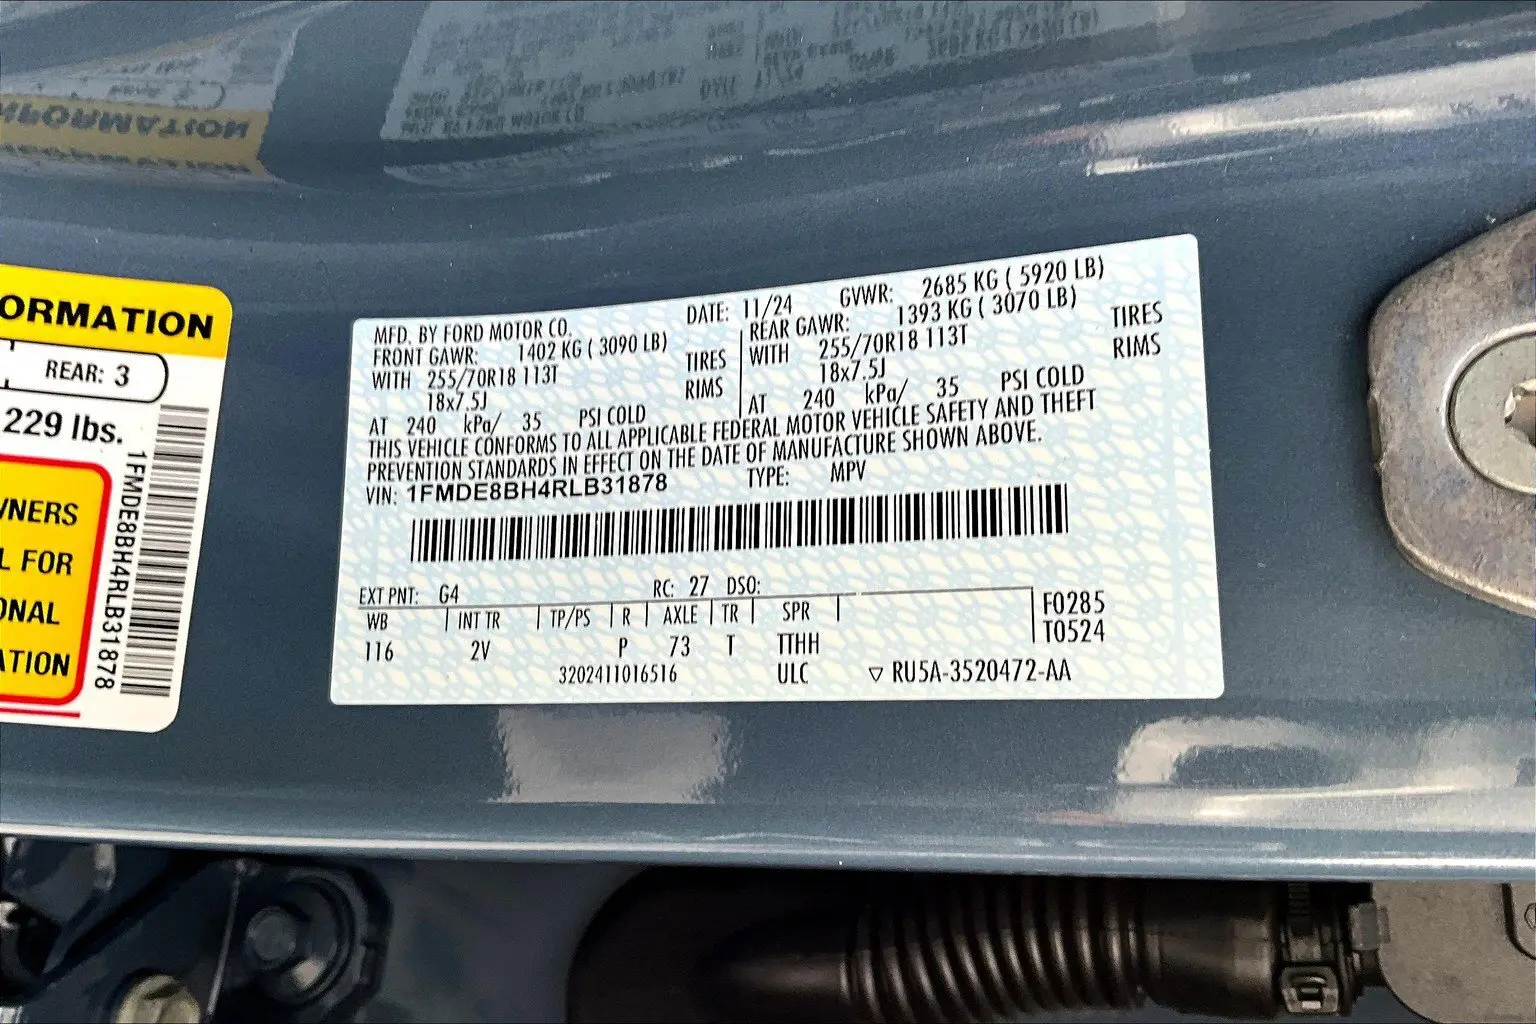 ORMATION
REAR: 3
229 lbs.
WNERS
L FOR
ONAL
ATION
1FMDE8BH4RLB31878
MFD. BY FORD MOTOR CO. DATE: 11/24 GVWR: 2685 KG ( 5920 LB)
FRONT GAWR: 1402 KG ( 3090 LB) REAR GAWR: 1393 KG ( 3070 LB)
WITH 255/70R18 113T TIRES WITH 255/70R18 113T TIRES
18x7.5J RIMS 18x7.5J RIMS
AT 240 kPa/ 35 PSI COLD AT 240 kPa/ 35 PSI COLD
THIS VEHICLE CONFORMS TO ALL APPLICABLE FEDERAL MOTOR VEHICLE SAFETY AND THEFT
PREVENTION STANDARDS IN EFFECT ON THE DATE OF MANUFACTURE SHOWN ABOVE.
VIN: 1FMDE8BH4RLB31878 TYPE: MPV
EXT PNT: G4 RC: 27 DSO:
WB | INT TR | TP/PS | R | AXLE | TR | SPR | F0285
116 2V P 73 T TTHH T0524
3202411016516 ULC ▽ RU5A-3520472-AA